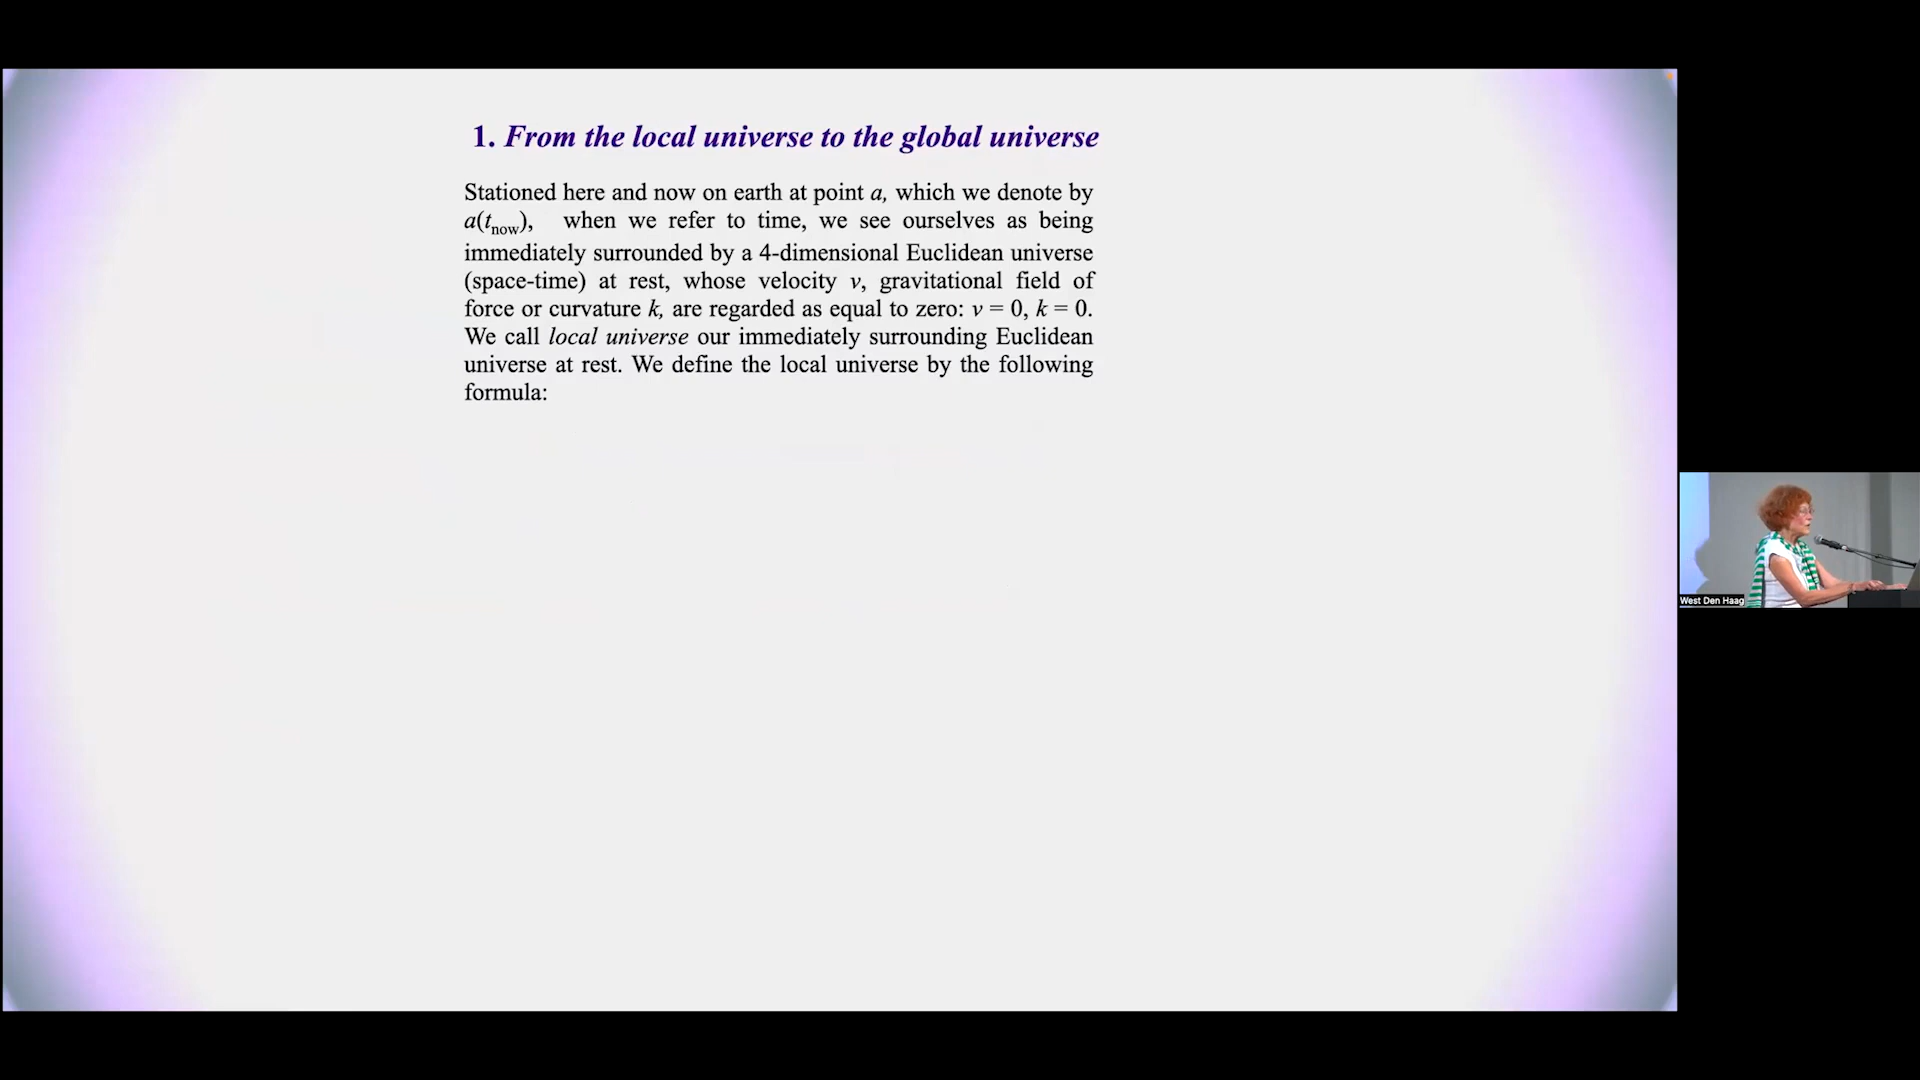 1. From the local universe to the global universe
Stationed here and now on earth at point a, which we denote by
a(tnow), when we refer to time, we see ourselves as being
immediately surrounded by a 4-dimensional Euclidean universe
(space-time) at rest, whose velocity v, gravitational field of
force or curvature k, are regarded as equal to zero: v = 0, k = 0.
We call local universe our immediately surrounding Euclidean
universe at rest. We define the local universe by the following
formula:
West Den Haag